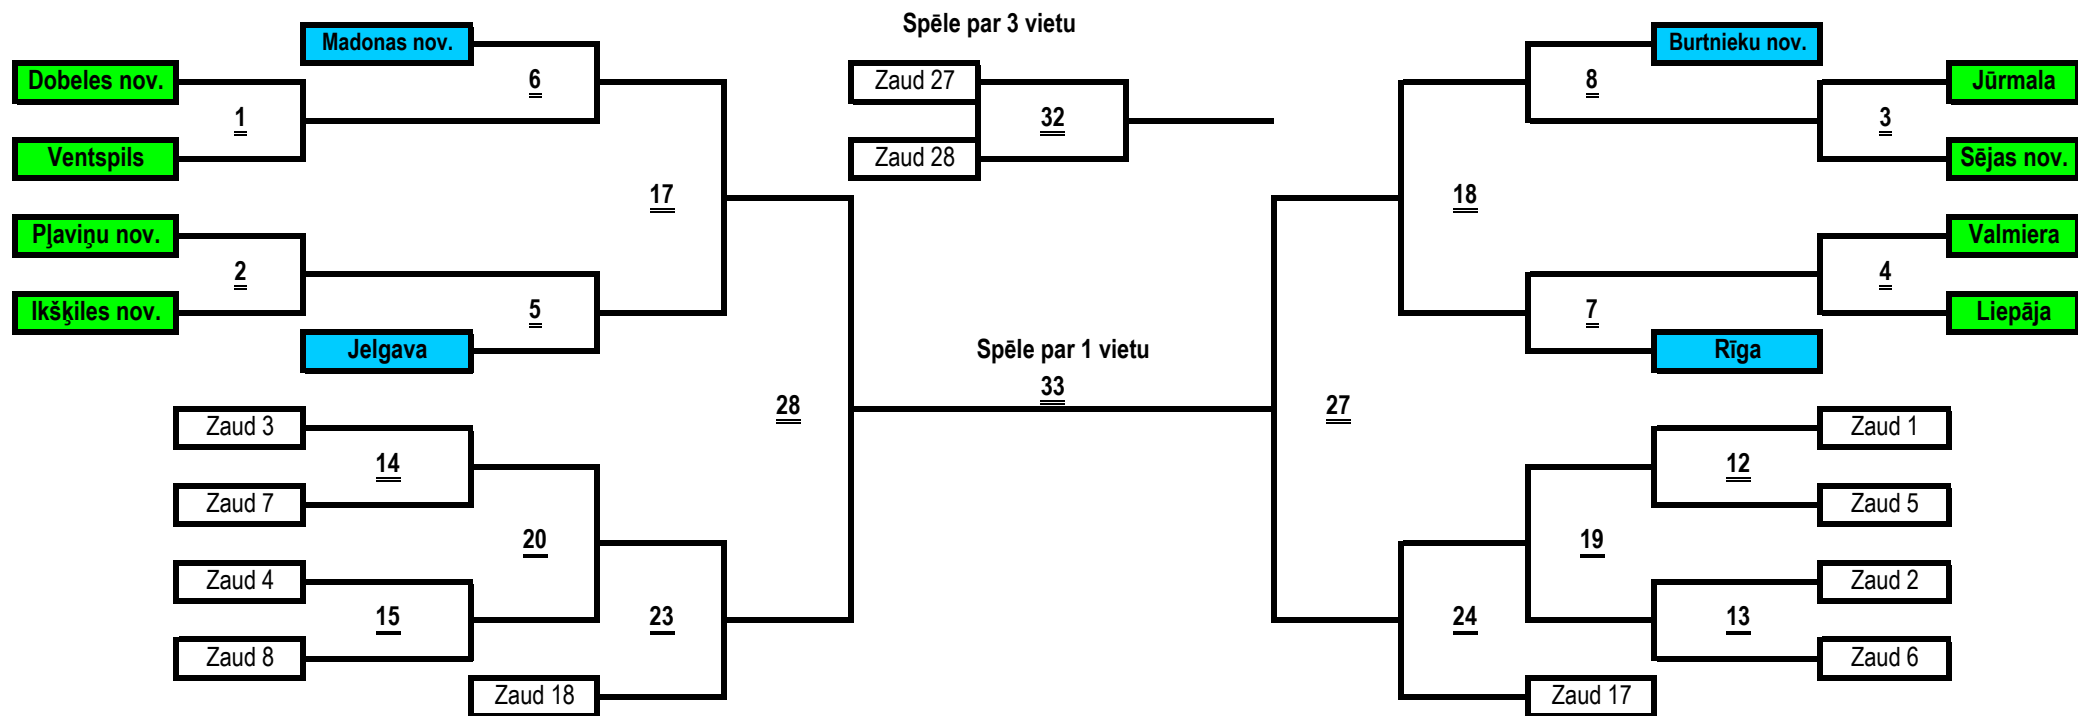 Spēle par 3 vietu
Madonas nov.
Burtnieku nov.
Dobeles nov.
6
Zaud 27
8
Jūrmala
1
32
3
Ventspils
Zaud 28
Sējas nov.
17
18
Pļaviņu nov.
Valmiera
2
4
Ikšķiles nov.
5
7
Liepāja
Jelgava
Spēle par 1 vietu
Rīga
33
28
27
Zaud 3
Zaud 1
14
12
Zaud 7
Zaud 5
20
19
Zaud 4
Zaud 2
15
23
24
13
Zaud 8
Zaud 6
Zaud 18
Zaud 17